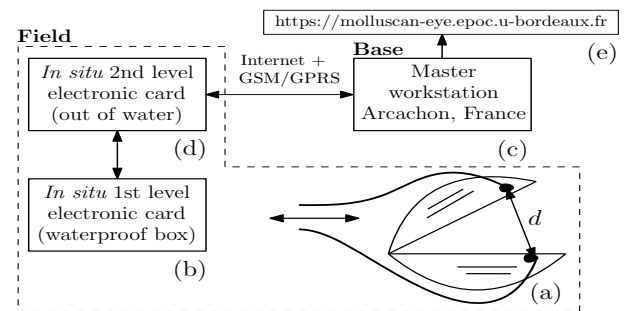 https://molluscan-eye.epoc.u-bordeaux.fr
(e)
Field
In situ 2nd level
electronic card
(out of water)
(d)
Internet +
GSM/GPRS
Base
Master
workstation
Arcachon, France
(c)
In situ 1st level
electronic card
(waterproof box)
(b)
d
(a)